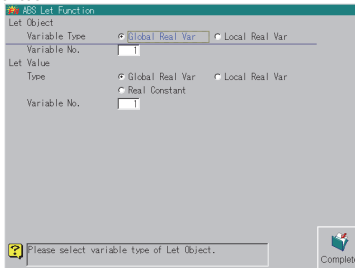 ABS Let Function
Let Object
Variable Type Global Real Var Local Real Var
Variable No. 1
Let Value
Type Global Real Var Local Real Var
Real Constant
Variable No. 1
Please select variable type of Let Object.
Complete